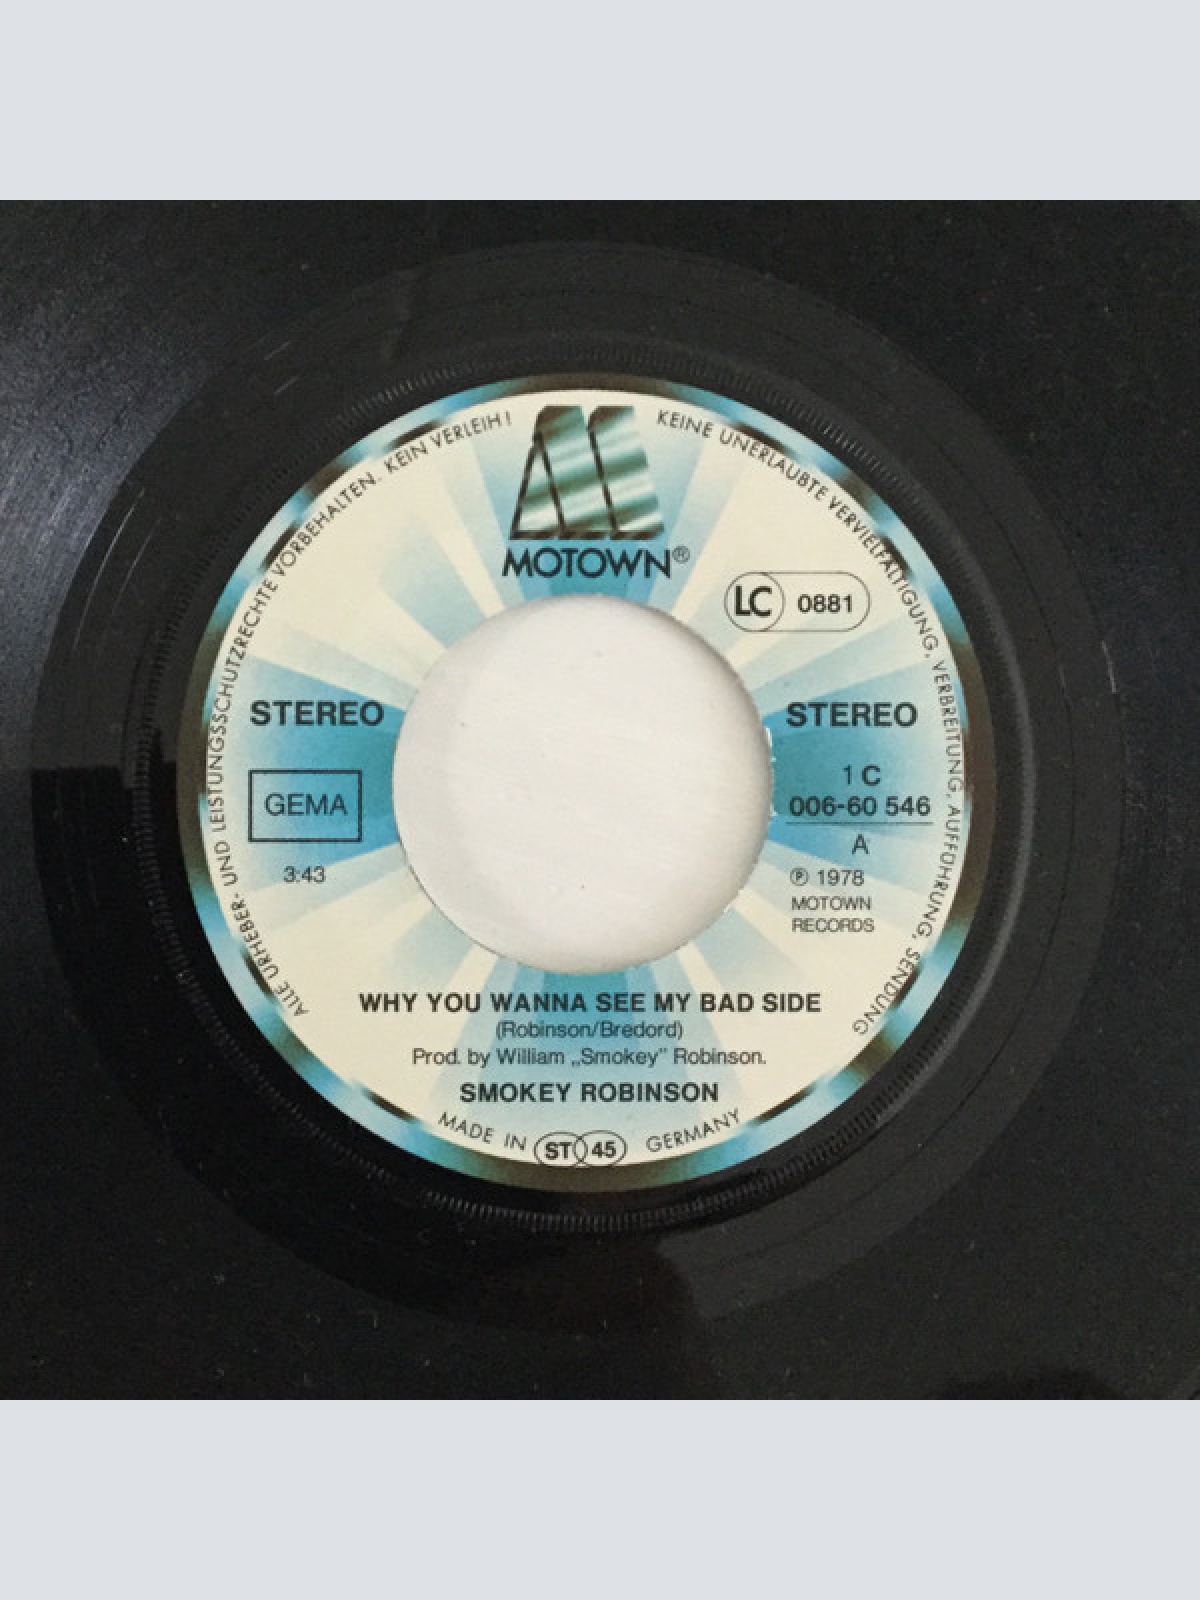 ALLE URHEBER- UND LEISTUNGSSCHUTZRECHTE VORBEHALTEN. KEIN VERLEIH!
KEINE UNERLAUBTE VERVIELFÄLTIGUNG, VERBREITUNG, AUFFÜHRUNG, SENDUNG
MOTOWN®
LC 0881
STEREO
STEREO
GEMA
3:43
1 C
006-60 546
A
℗ 1978
MOTOWN
RECORDS
WHY YOU WANNA SEE MY BAD SIDE
(Robinson/Bredord)
Prod. by William „Smokey” Robinson.
SMOKEY ROBINSON
MADE IN ST 45 GERMANY